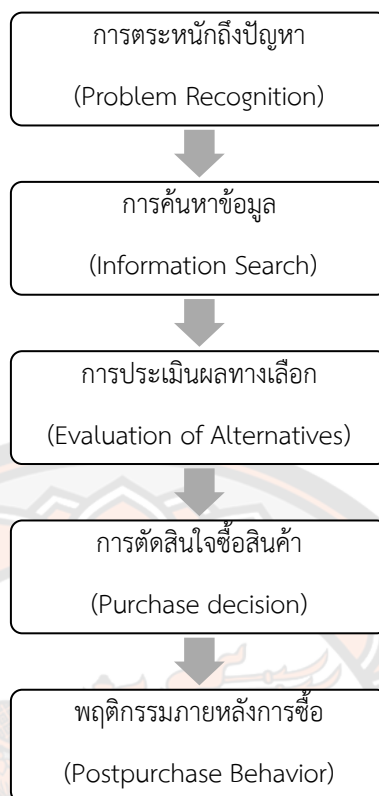 การตระหนักถึงปัญหา
(Problem Recognition)
การค้นหาข้อมูล
(Information Search)
การประเมินผลทางเลือก
(Evaluation of Alternatives)
การตัดสินใจซื้อสินค้า
(Purchase decision)
พฤติกรรมภายหลังการซื้อ
(Postpurchase Behavior)